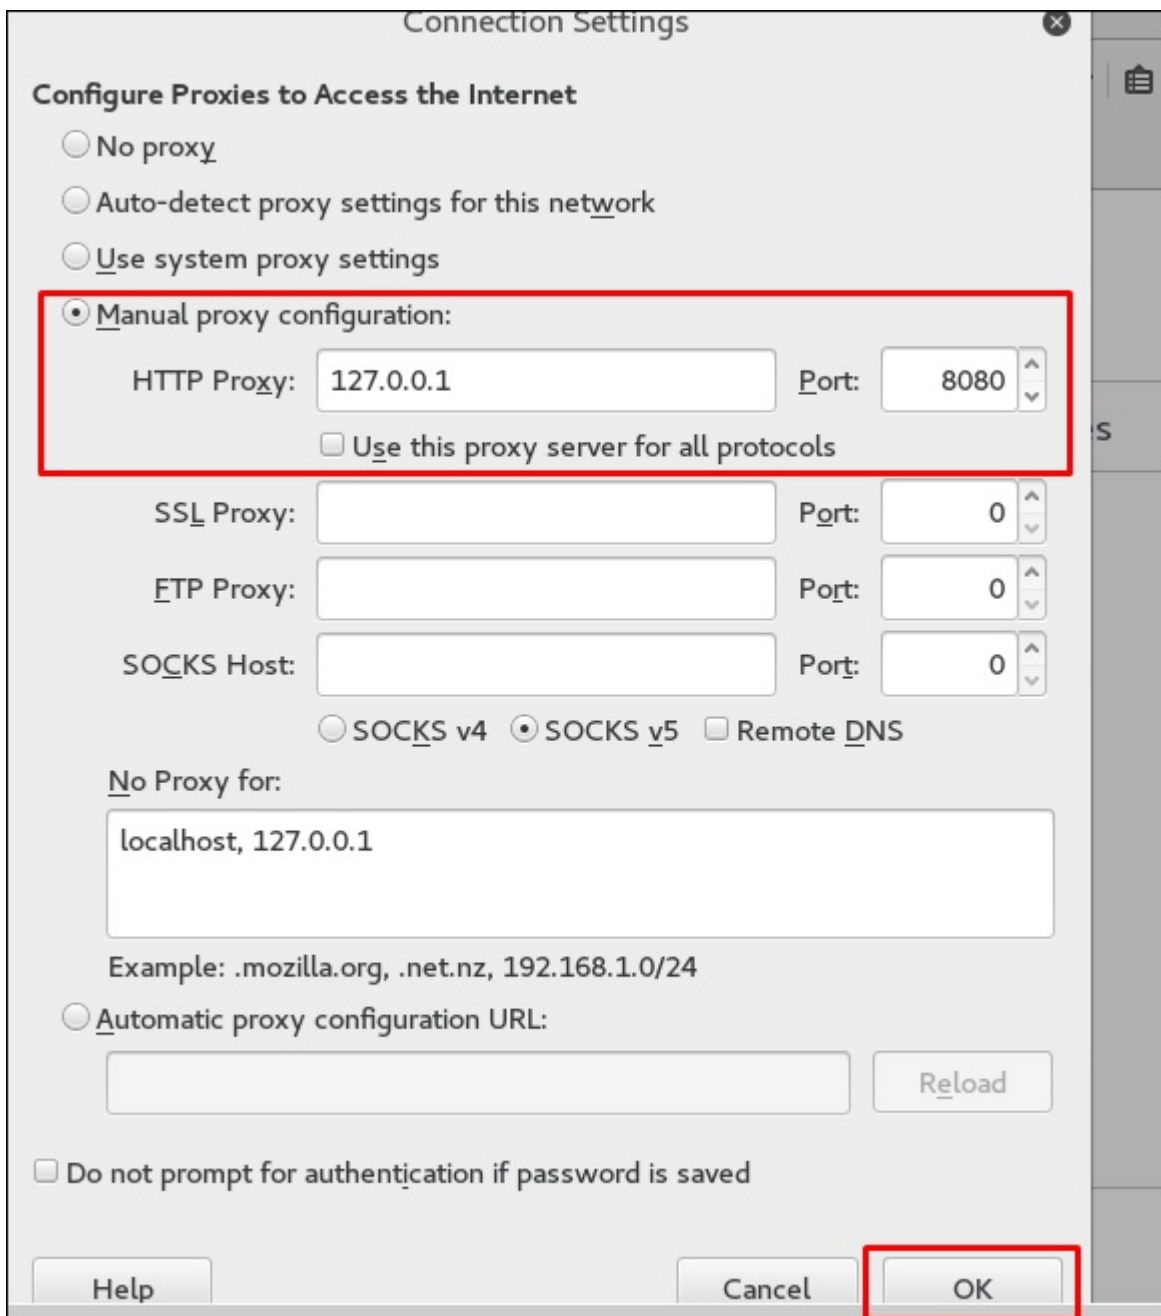 Connection Settings
Configure Proxies to Access the Internet
No proxy
Auto-detect proxy settings for this network
Use system proxy settings
Manual proxy configuration:
HTTP Proxy: 127.0.0.1 Port: 8080
Use this proxy server for all protocols
SSL Proxy: Port: 0
FTP Proxy: Port: 0
SOCKS Host: Port: 0
SOCKS v4 SOCKS v5 Remote DNS
No Proxy for:
localhost, 127.0.0.1
Example: .mozilla.org, .net.nz, 192.168.1.0/24
Automatic proxy configuration URL:
Reload
Do not prompt for authentication if password is saved
Help Cancel OK